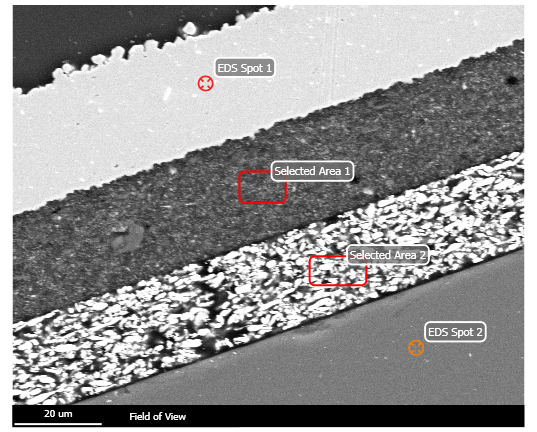 EDS Spot 1
Selected Area 1
Selected Area 2
EDS Spot 2
20 um
Field of View